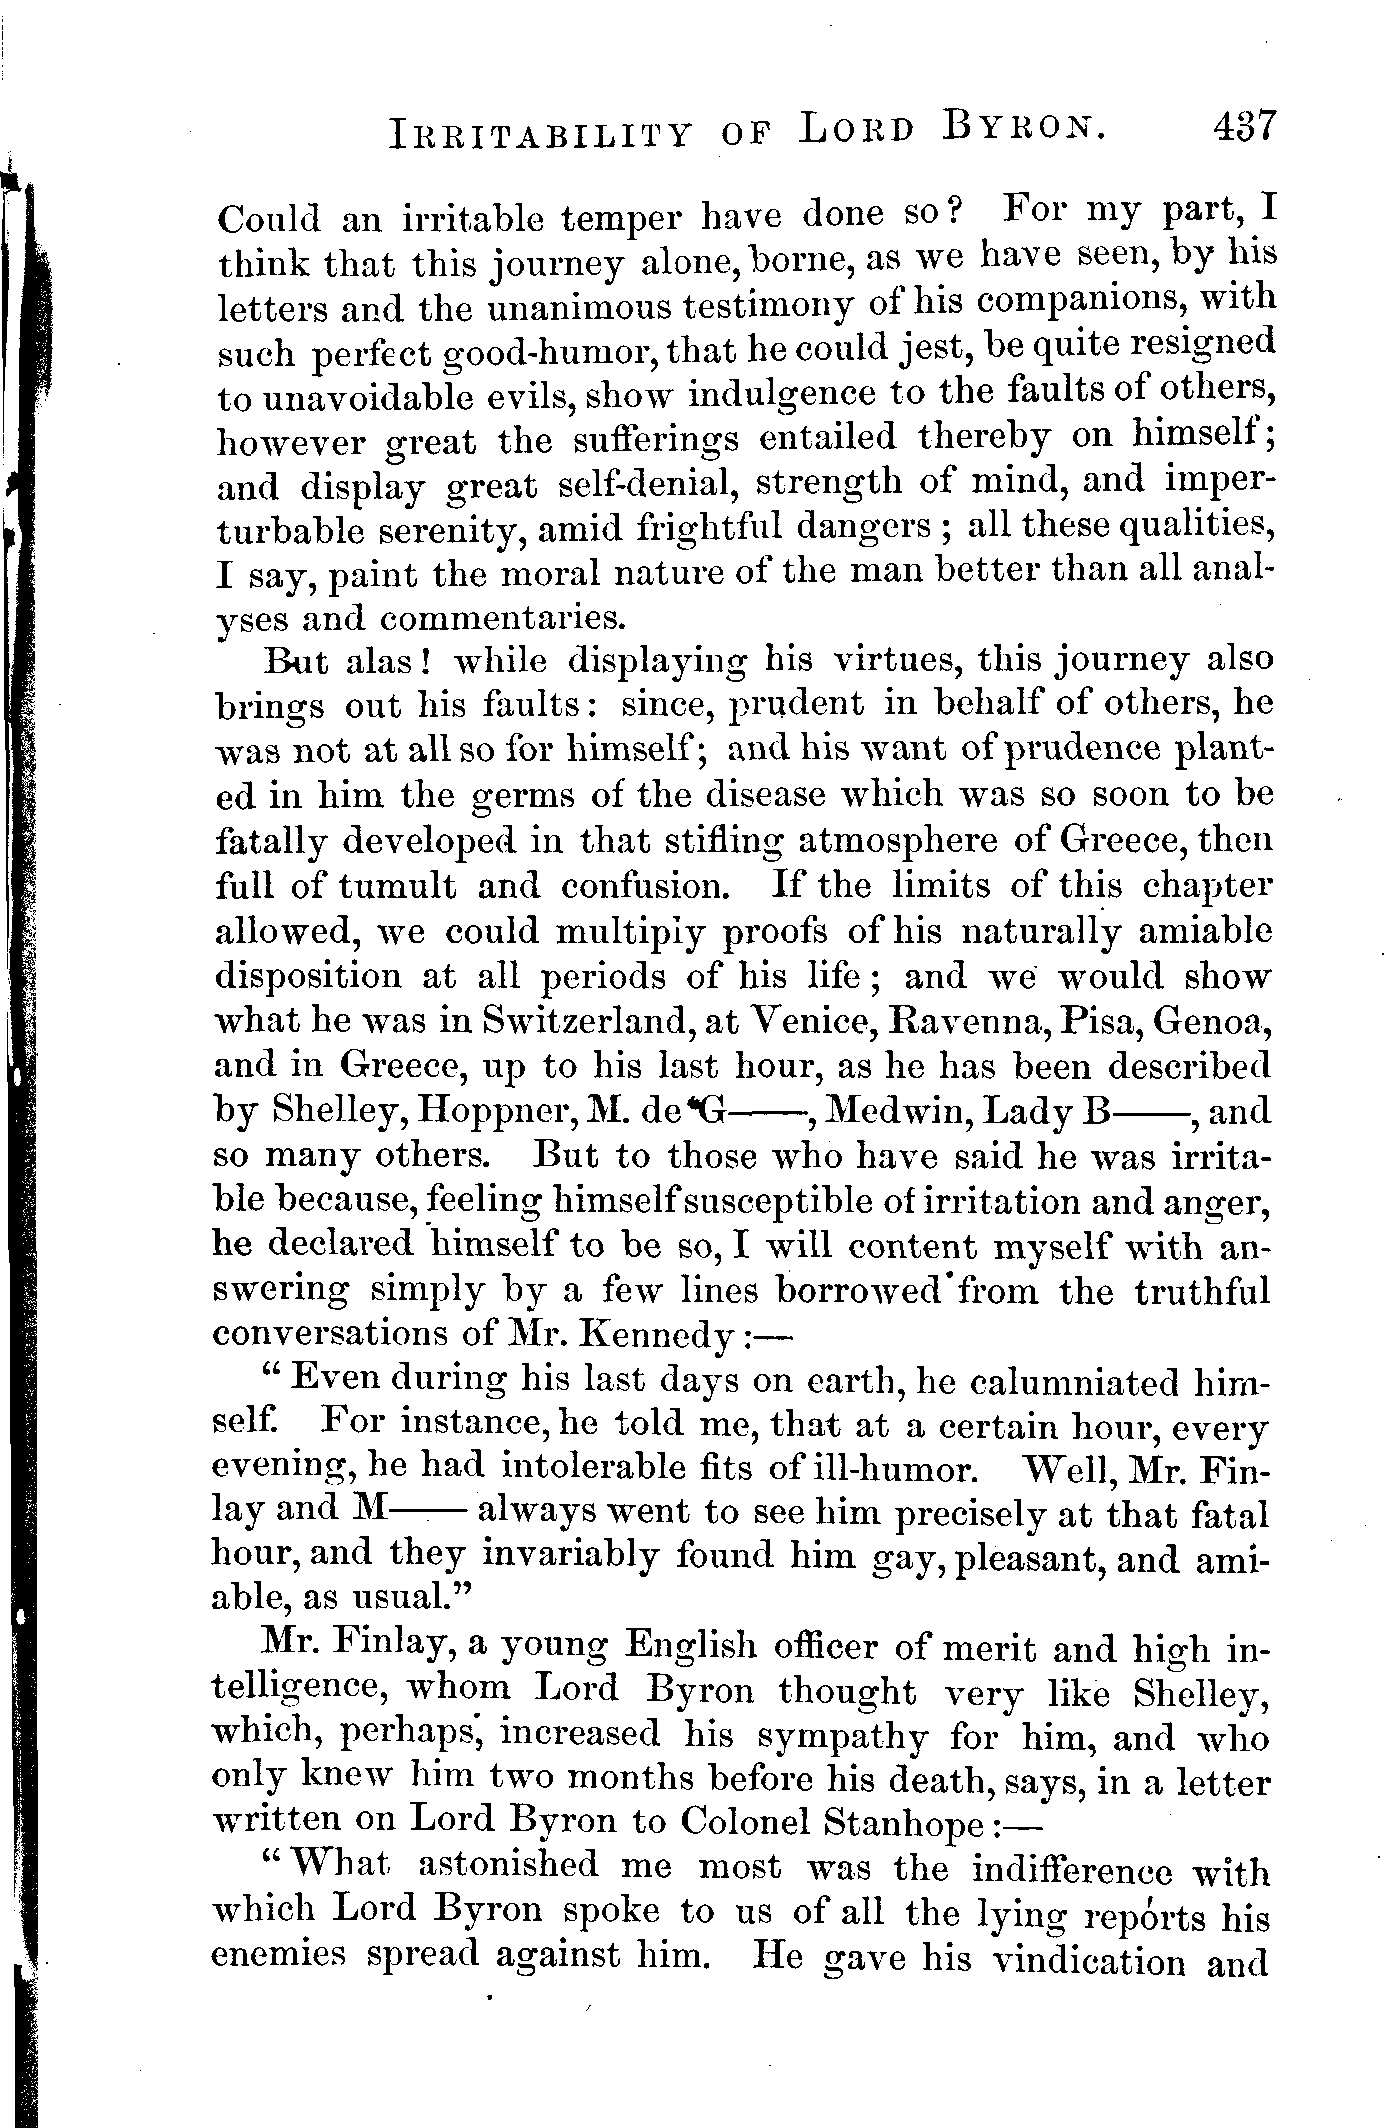 IRRITABILITY OF LORD BYRON. 437
Could an irritable temper have done so? For my part, I
think that this journey alone, borne, as we have seen, by his
letters and the unanimous testimony of his companions, with
such perfect good-humor, that he could jest, be quite resigned
to unavoidable evils, show indulgence to the faults of others,
however great the sufferings entailed thereby on himself;
and display great self-denial, strength of mind, and imper-
turbable serenity, amid frightful dangers; all these qualities,
I say, paint the moral nature of the man better than all anal-
yses and commentaries.
But alas! while displaying his virtues, this journey also
brings out his faults: since, prudent in behalf of others, he
was not at all so for himself; and his want of prudence plant-
ed in him the germs of the disease which was so soon to be
fatally developed in that stifling atmosphere of Greece, then
full of tumult and confusion. If the limits of this chapter
allowed, we could multiply proofs of his naturally amiable
disposition at all periods of his life; and we would show
what he was in Switzerland, at Venice, Ravenna, Pisa, Genoa,
and in Greece, up to his last hour, as he has been described
by Shelley, Hoppner, M. de G——, Medwin, Lady B——, and
so many others. But to those who have said he was irrita-
ble because, feeling himself susceptible of irritation and anger,
he declared himself to be so, I will content myself with an-
swering simply by a few lines borrowed from the truthful
conversations of Mr. Kennedy:—
"Even during his last days on earth, he calumniated him-
self. For instance, he told me, that at a certain hour, every
evening, he had intolerable fits of ill-humor. Well, Mr. Fin-
lay and M—— always went to see him precisely at that fatal
hour, and they invariably found him gay, pleasant, and ami-
able, as usual."
Mr. Finlay, a young English officer of merit and high in-
telligence, whom Lord Byron thought very like Shelley,
which, perhaps, increased his sympathy for him, and who
only knew him two months before his death, says, in a letter
written on Lord Byron to Colonel Stanhope:—
"What astonished me most was the indifference with
which Lord Byron spoke to us of all the lying reports his
enemies spread against him. He gave his vindication and